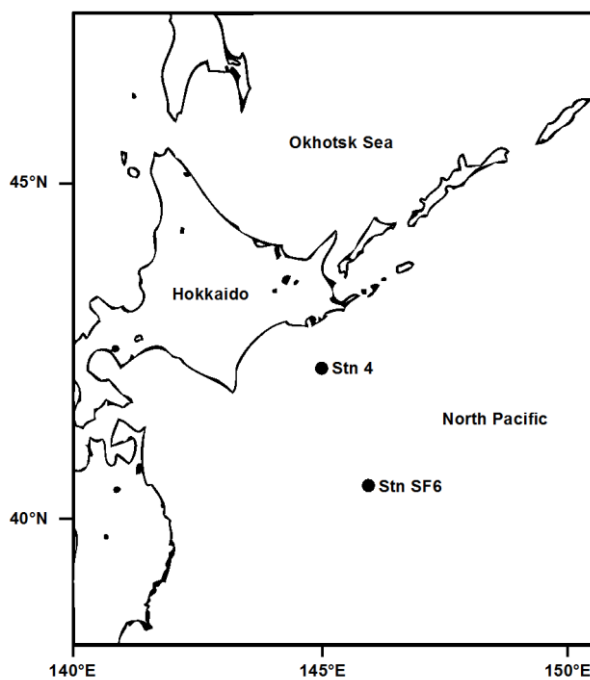 Okhotsk Sea
45°N
Hokkaido
Stn 4
North Pacific
Stn SF6
40°N
140°E 145°E 150°E